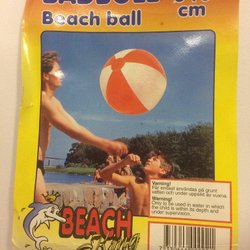 BADBOLL
Beach ball
cm
Varning!
Får endast användas på grunt
vatten och under uppsikt av vuxna.
Warning!
Only to be used in water in which
the child is within its depth and
under supervision.
BEACH